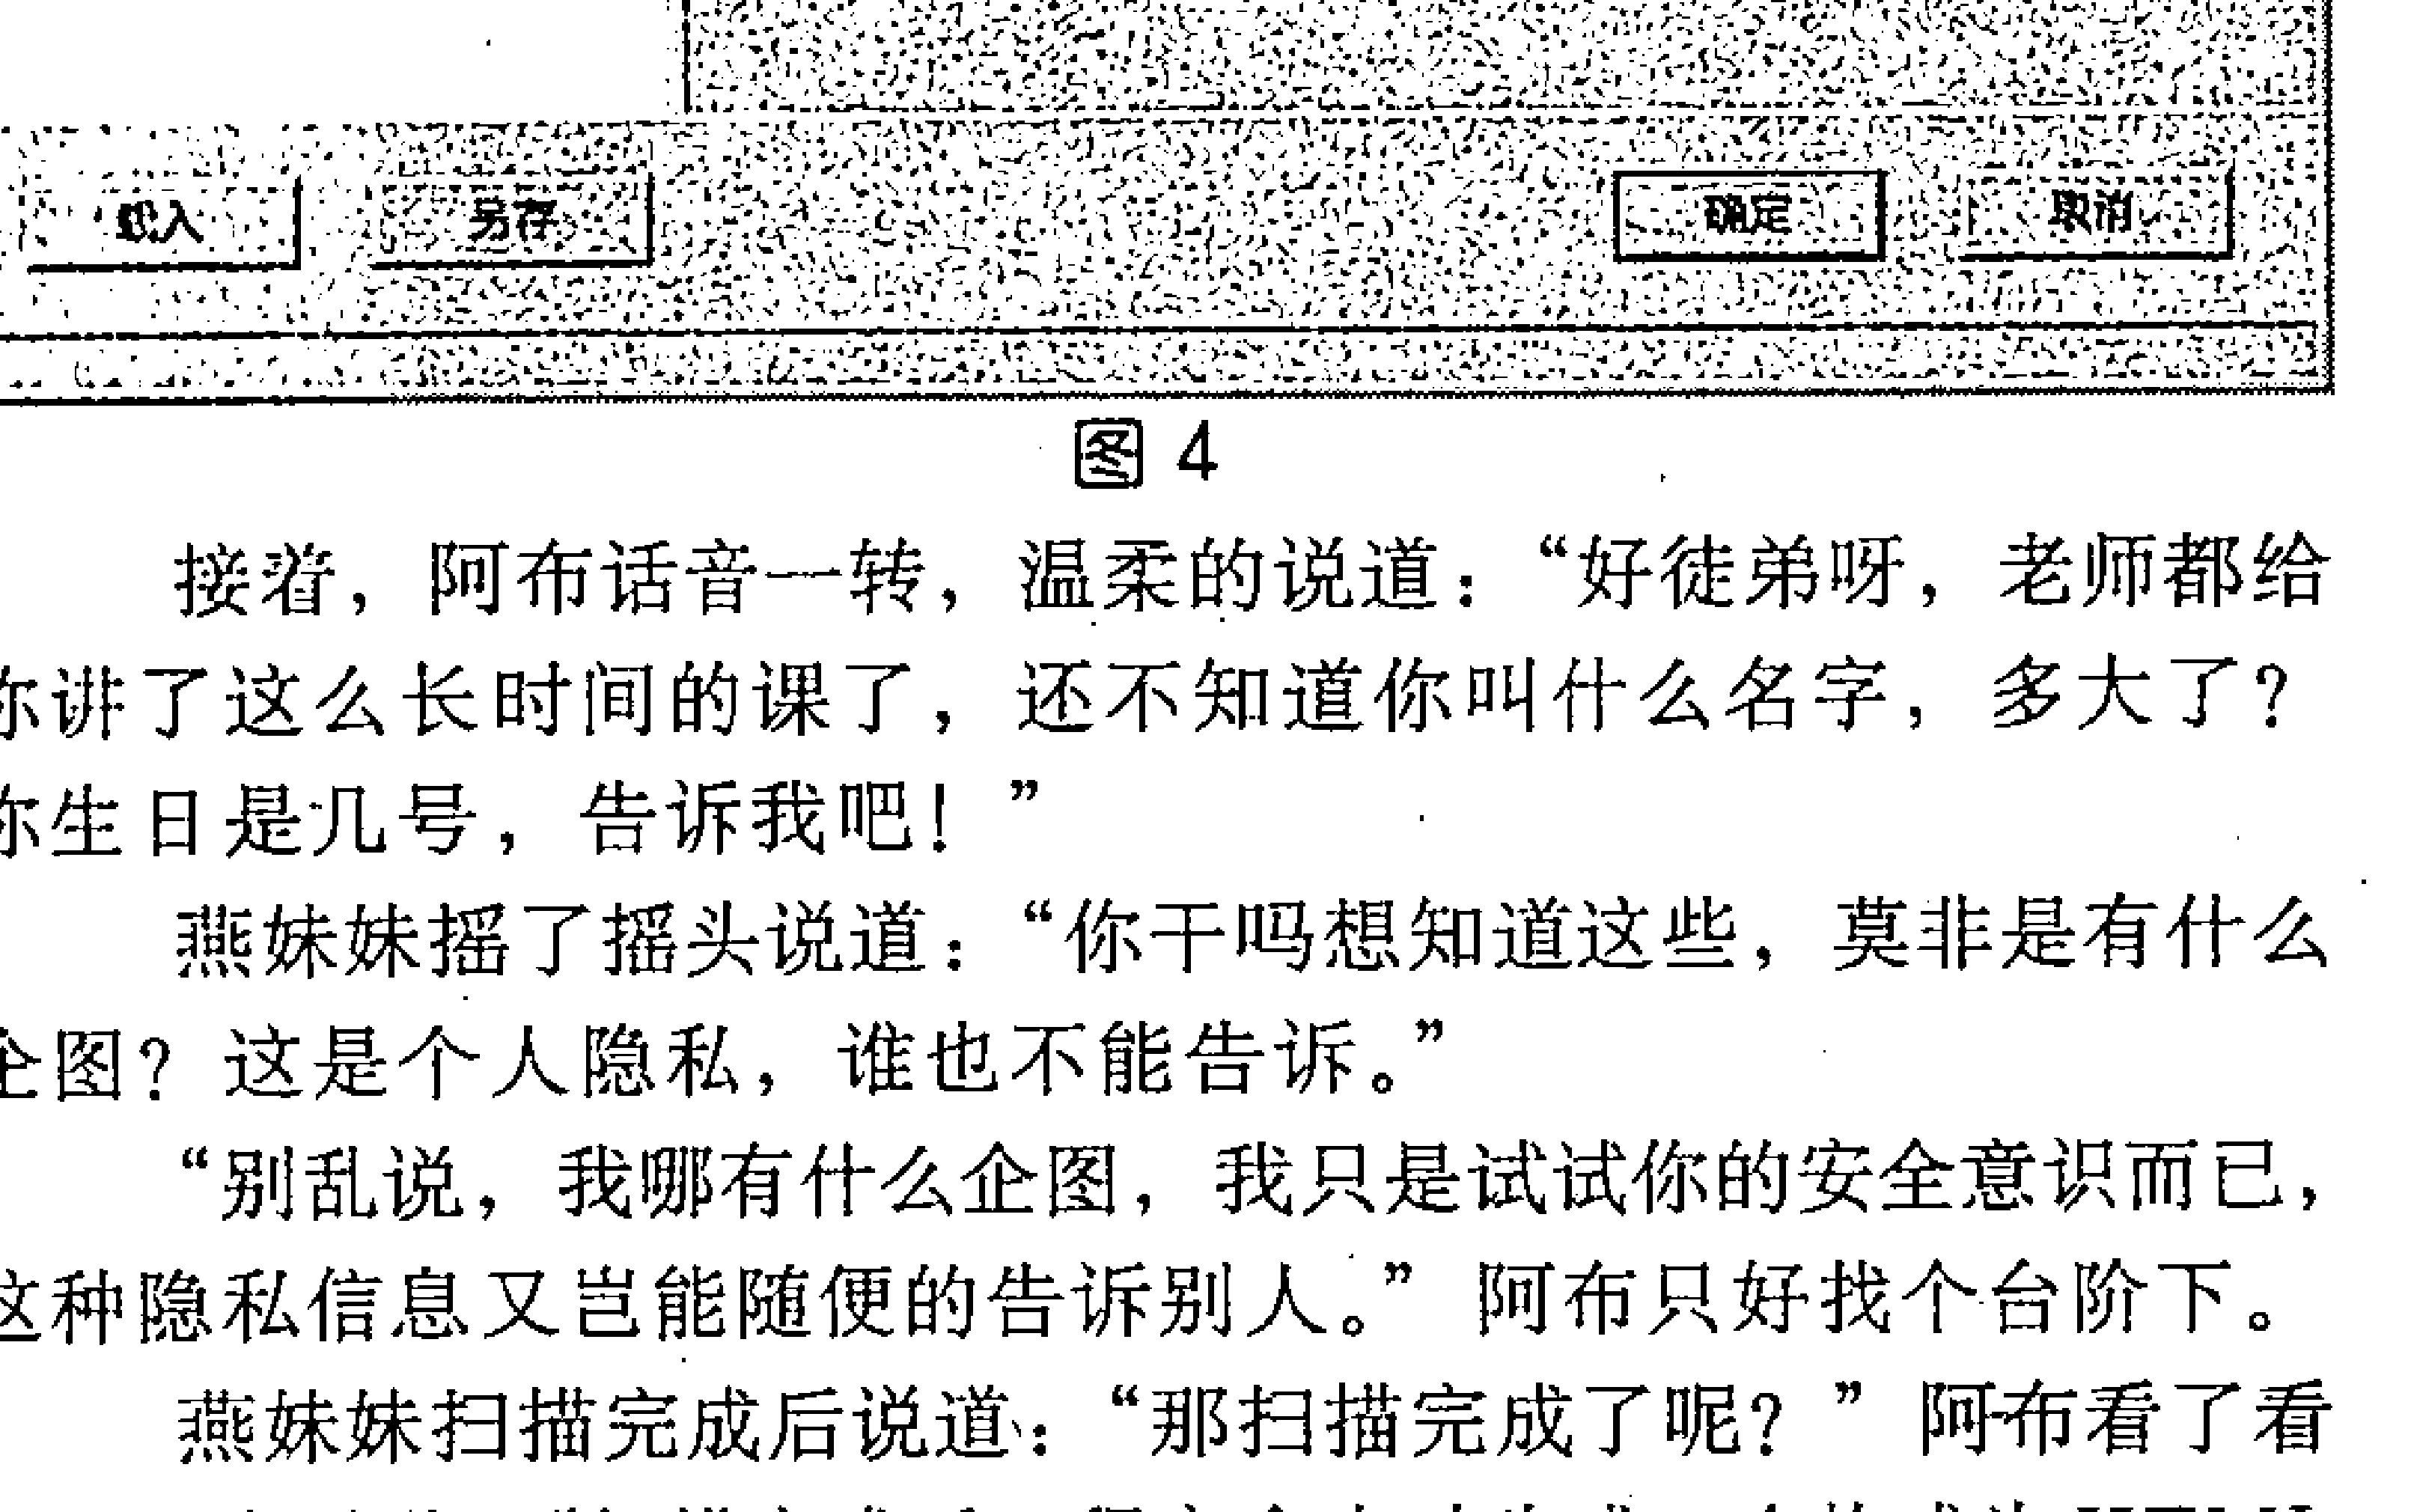 载入 另存 确定 取消
图 4
接着，阿布话音一转，温柔的说道：“好徒弟呀，老师都给
你讲了这么长时间的课了，还不知道你叫什么名字，多大了？
你生日是几号，告诉我吧！”
燕妹妹摇了摇头说道：“你干吗想知道这些，莫非是有什么
企图？这是个人隐私，谁也不能告诉。”
“别乱说，我哪有什么企图，我只是试试你的安全意识而已，
这种隐私信息又岂能随便的告诉别人。”阿布只好找个台阶下。
燕妹妹扫描完成后说道：“那扫描完成了呢？”阿布看了看